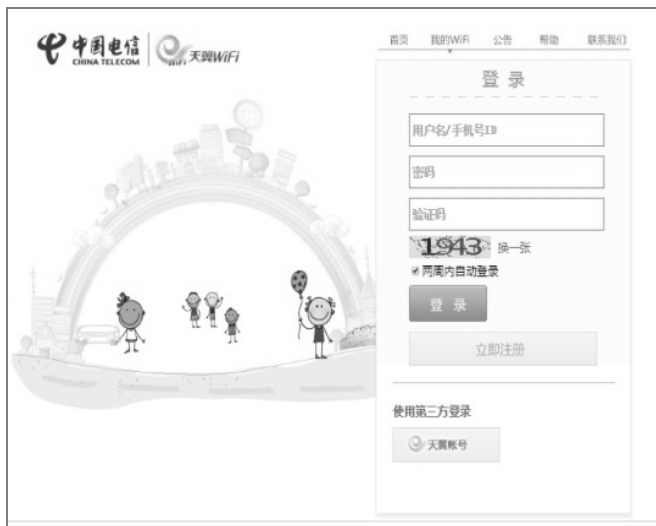 中国电信
CHINA TELECOM
天翼WiFi
首页 我的WiFi 公告 帮助 联系我们
登 录
用户名/手机号ID
密码
验证码
1943 换一张
两周内自动登录
登 录
立即注册
使用第三方登录
天翼帐号